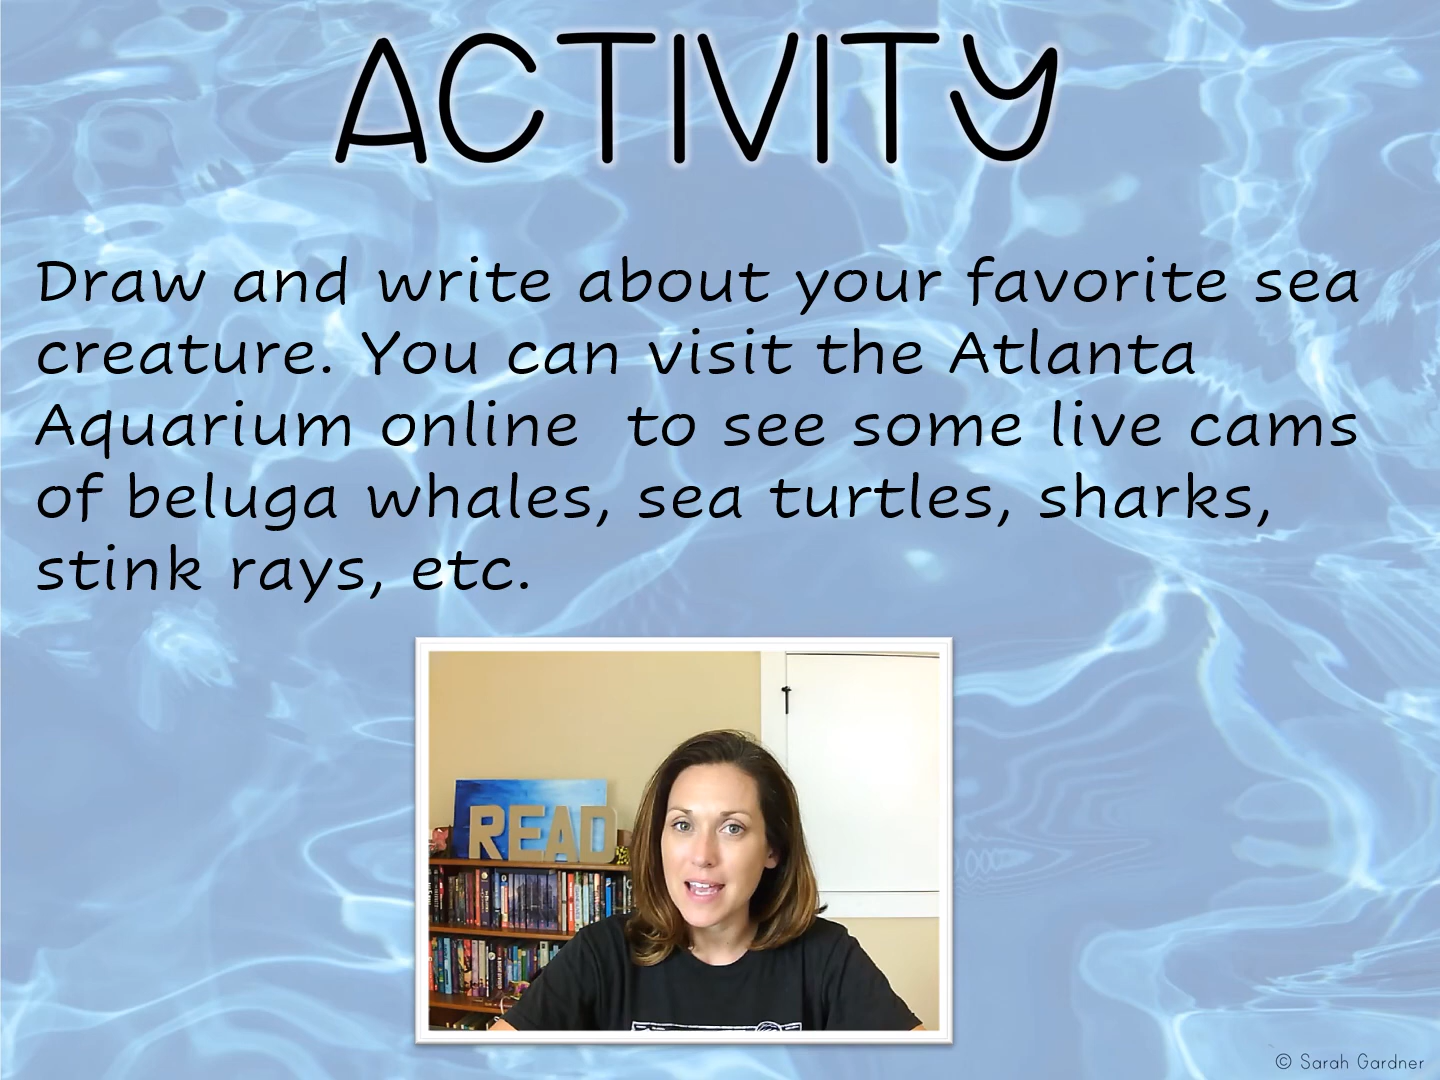 ACTIVITY
Draw and write about your favorite sea
creature. You can visit the Atlanta
Aquarium online to see some live cams
of beluga whales, sea turtles, sharks,
stink rays, etc.
READ
© Sarah Gardner